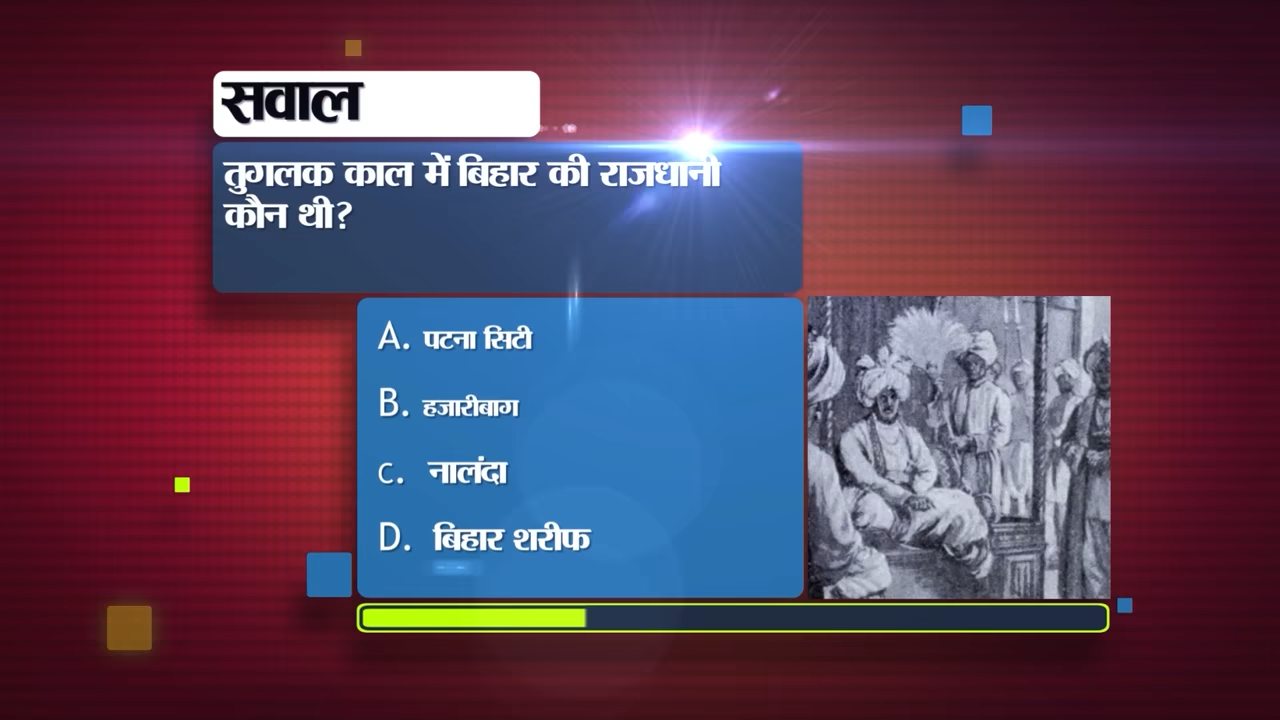 सवाल
तुगलक काल में बिहार की राजधानी
कौन थी?
A. पटना सिटी
B. हजारीबाग
C. नालंदा
D. बिहार शरीफ